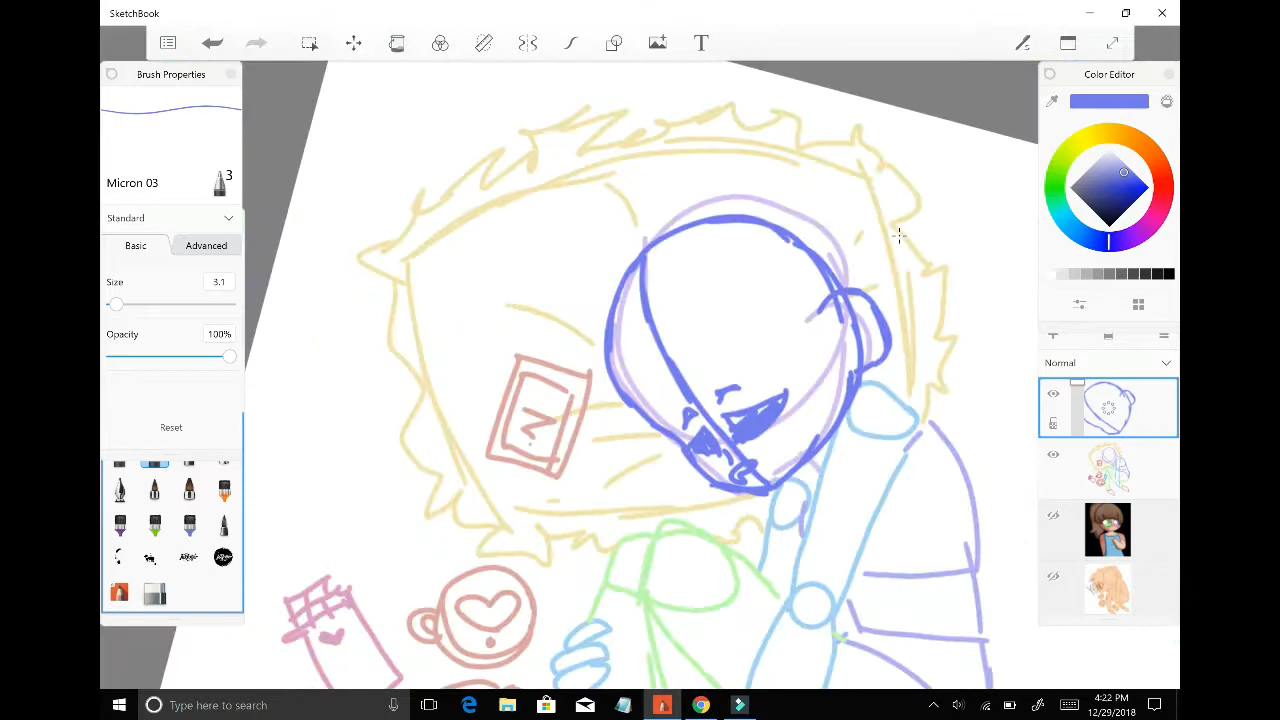 SketchBook
T
Brush Properties
Color Editor
Micron 03
3
Standard
Basic
Advanced
Size
3.1
Opacity
100%
Normal
Reset
Z
Type here to search
4:22 PM
12/29/2018